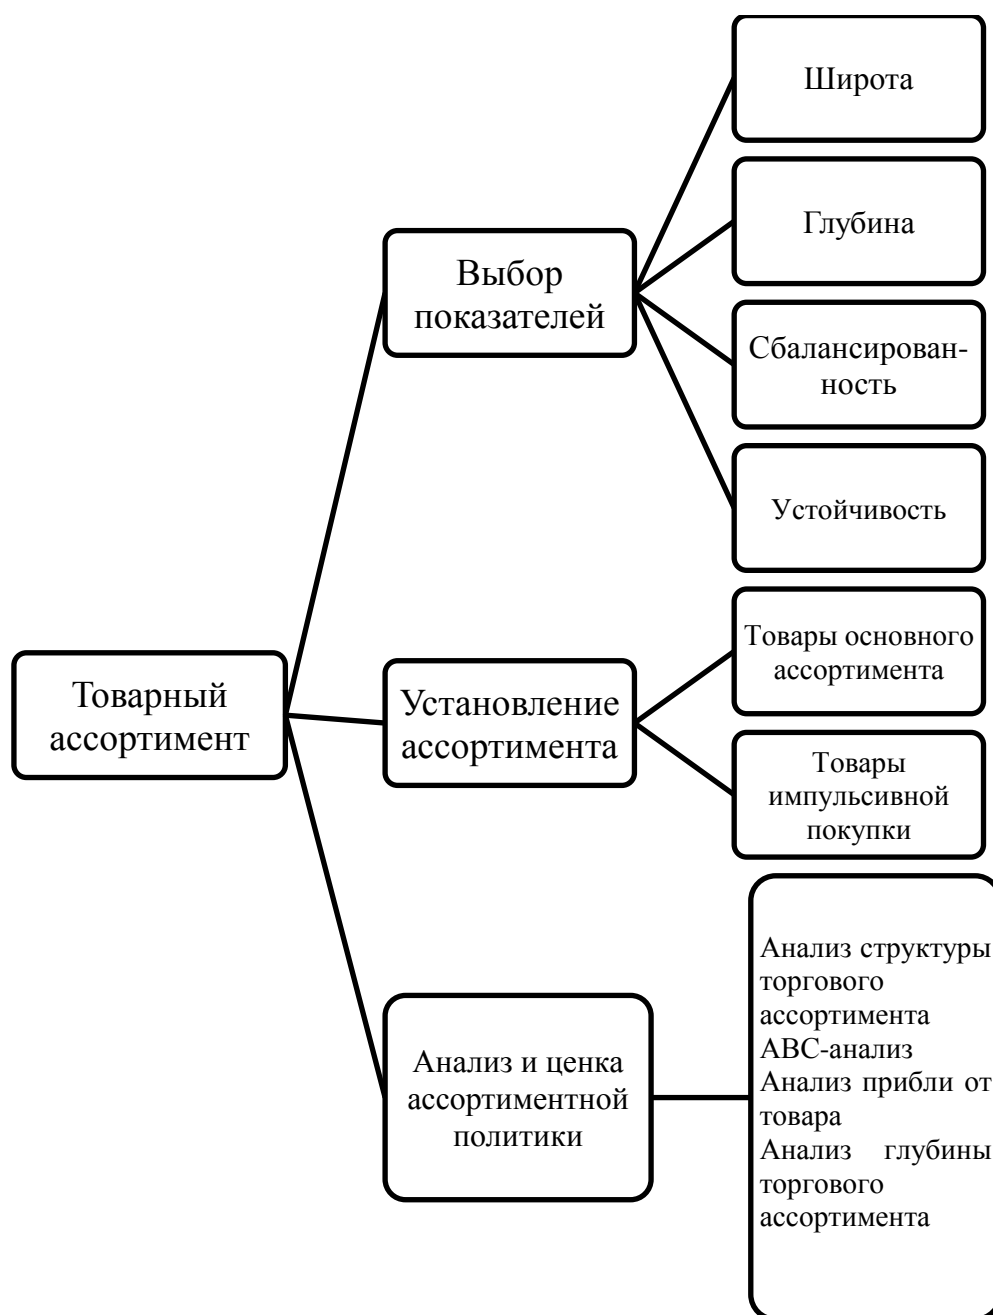 Широта
Глубина
Выбор
показателей
Сбалансирован-
ность
Устойчивость
Товары основного
ассортимента
Товарный
ассортимент
Установление
ассортимента
Товары
импульсивной
покупки
Анализ структуры
торгового
ассортимента
АВС-анализ
Анализ прибли от
товара
Анализ глубины
торгового
ассортимента
Анализ и ценка
ассортиментной
политики